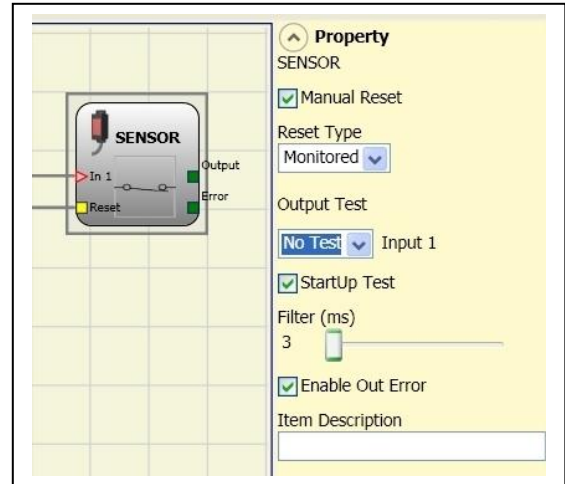 SENSOR
In 1
Output
Reset
Error
Property
SENSOR
Manual Reset
Reset Type
Monitored
Output Test
No Test Input 1
StartUp Test
Filter (ms)
3
Enable Out Error
Item Description